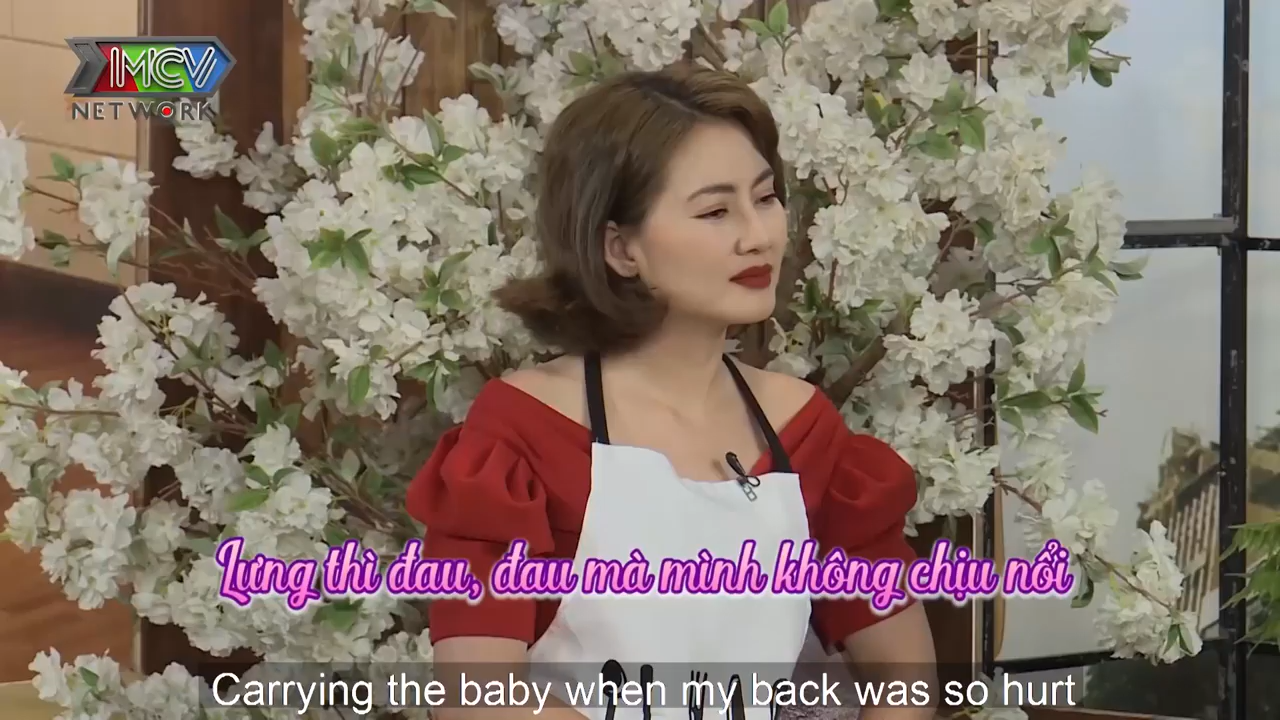 MCV
NETWORK
Lưng thì đau, đau mà mình không chịu nổi
Carrying the baby when my back was so hurt